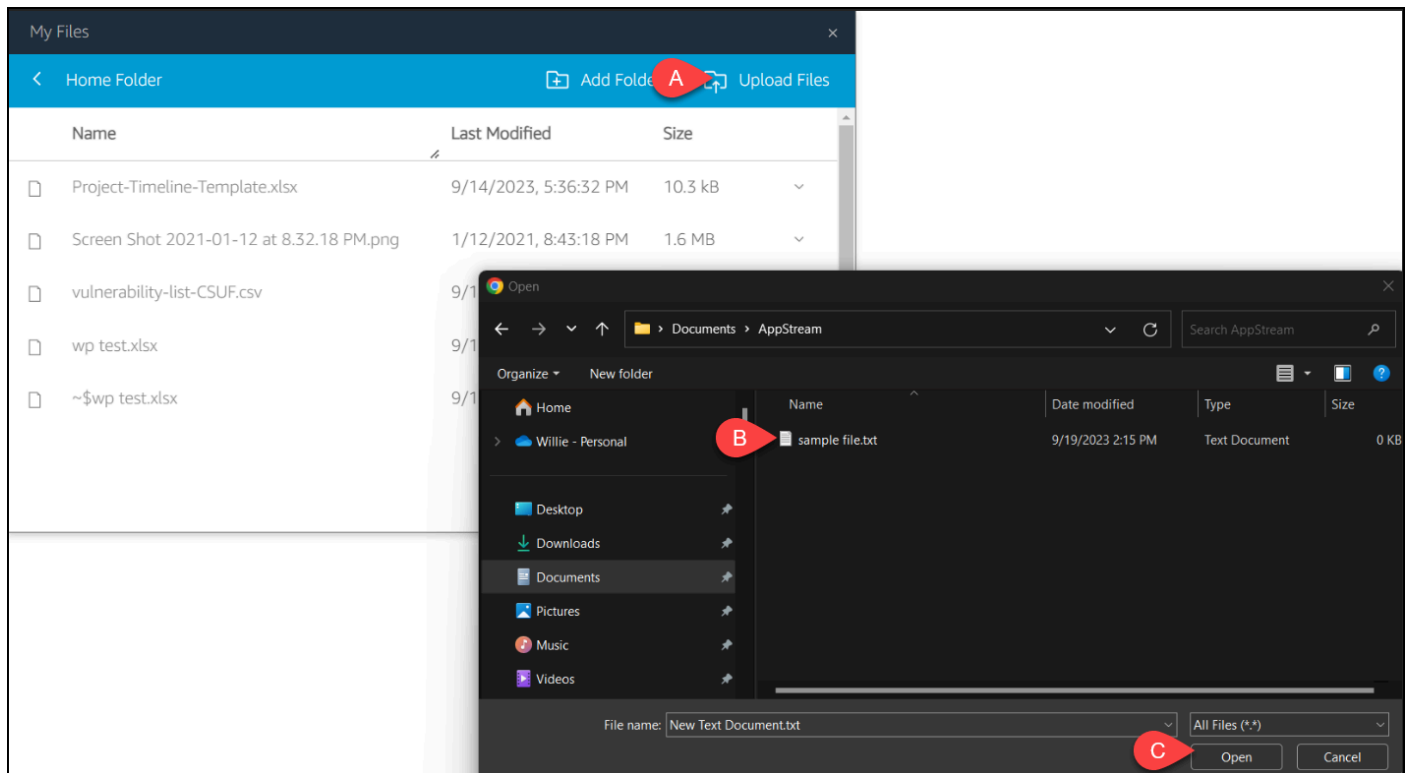 My Files
Home Folder Add Folde A Upload Files
Name Last Modified Size
Project-Timeline-Template.xlsx 9/14/2023, 5:36:32 PM 10.3 kB
Screen Shot 2021-01-12 at 8.32.18 PM.png 1/12/2021, 8:43:18 PM 1.6 MB
vulnerability-list-CSUF.csv 9/1
wp test.xlsx 9/1
~$wp test.xlsx 9/1
Open
Documents > AppStream Search AppStream
Organize New folder ?
Name Date modified Type Size
B sample file.txt 9/19/2023 2:15 PM Text Document 0 KB
Home
Willie - Personal
Desktop
Downloads
Documents
Pictures
Music
Videos
File name: New Text Document.txt All Files (*.*)
C Open Cancel